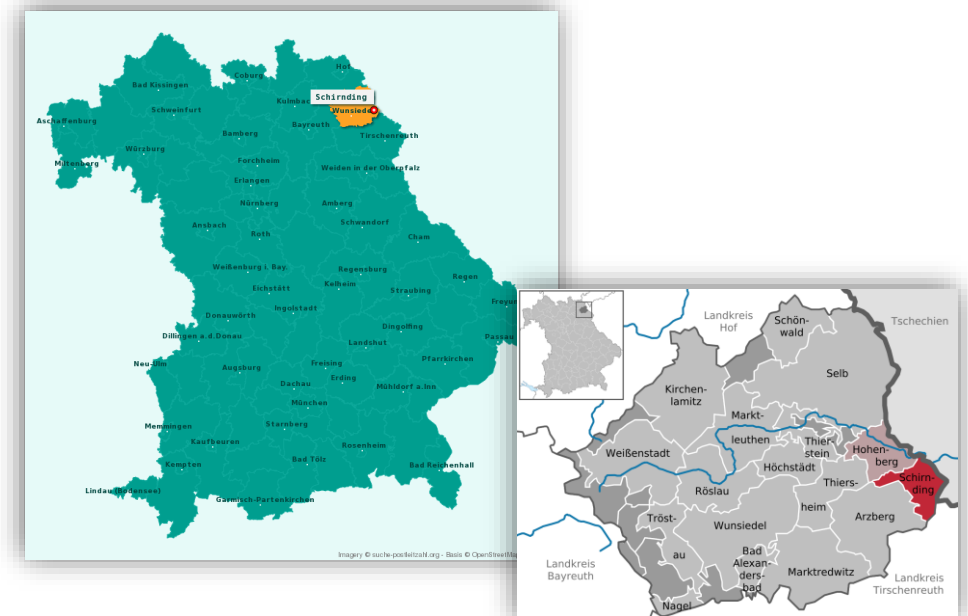 Hof
Coburg
Bad Kissingen
Schirnding
Kulmbac
Schweinfurt
Wunsiede
Aschaffenburg
Bayreuth
Bamberg
Tirschenreuth
Würzburg
Miltenberg
Forchheim
Weiden in der Obernpfalz
Erlangen
Nürnberg
Amberg
Ansbach
Schwandorf
Roth
Cham
Weißenburg i. Bay.
Regensburg
Regen
Eichstätt
Kelheim
Straubing
Freyun
Donauwörth
Ingolstadt
Dingolfing
Dillingen a.d.Donau
Landshut
Passau
Neu-Ulm
Augsburg
Freising
Pfarrkirchen
Dachau
Erding
Mühldorf a.Inn
München
Memmingen
Starnberg
Kaufbeuren
Rosenheim
Kempten
Bad Tölz
Bad Reichenhall
Lindau (Bodensee)
Garmisch-Partenkirchen
Imagery © suche-postleitzahl.org - Basis © OpenStreetMa
Landkreis
Hof
Schön-
wald
Tschechien
Selb
Kirchen-
lamitz
Markt-
leuthen
Thier-
stein
Hohen-
berg
Weißenstadt
Höchstädt
Schirn-
ding
Röslau
Thiers-
heim
Arzberg
Tröst-
au
Wunsiedel
Bad
Alexan-
ders-
bad
Marktredwitz
Landkreis
Bayreuth
Landkreis
Tirschenreuth
Nagel